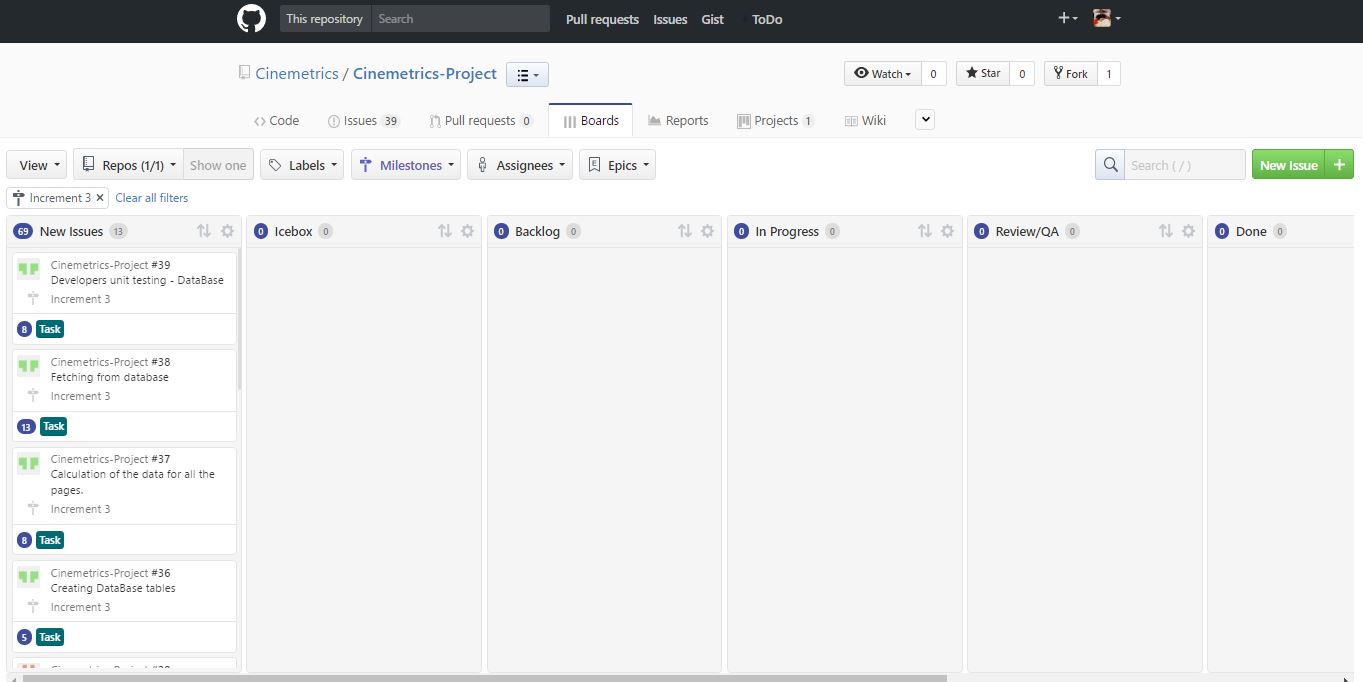 This repository Search Pull requests Issues Gist ToDo
Cinemetrics / Cinemetrics-Project
Watch 0 Star 0 Fork 1
Code Issues 39 Pull requests 0 Boards Reports Projects 1 Wiki
View Repos (1/1) Show one Labels Milestones Assignees Epics Search ( / ) New Issue +
Increment 3 × Clear all filters
69 New Issues 13
0 Icebox 0
0 Backlog 0
0 In Progress 0
0 Review/QA 0
0 Done 0
Cinemetrics-Project #39
Developers unit testing - DataBase
Increment 3
8 Task
Cinemetrics-Project #38
Fetching from database
Increment 3
13 Task
Cinemetrics-Project #37
Calculation of the data for all the
pages.
Increment 3
8 Task
Cinemetrics-Project #36
Creating DataBase tables
Increment 3
5 Task